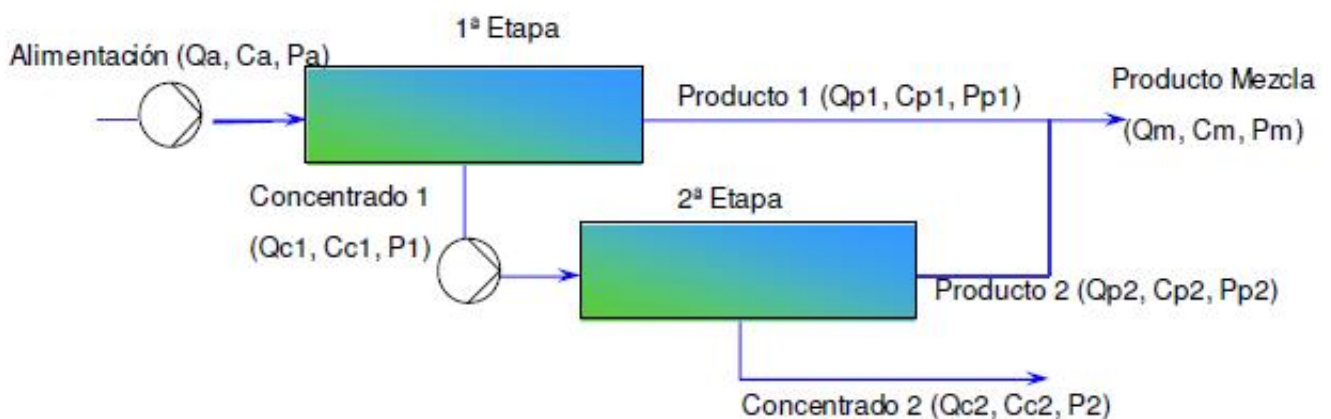 1ª Etapa
Alimentación (Qa, Ca, Pa)
Producto 1 (Qp1, Cp1, Pp1)
Producto Mezcla
(Qm, Cm, Pm)
Concentrado 1
(Qc1, Cc1, P1)
2ª Etapa
Producto 2 (Qp2, Cp2, Pp2)
Concentrado 2 (Qc2, Cc2, P2)